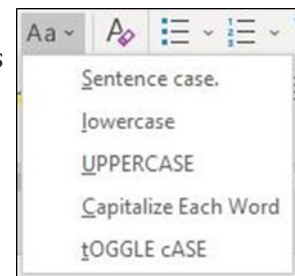 Aa
s
Sentence case.
lowercase
UPPERCASE
Capitalize Each Word
tOGGLE cASE